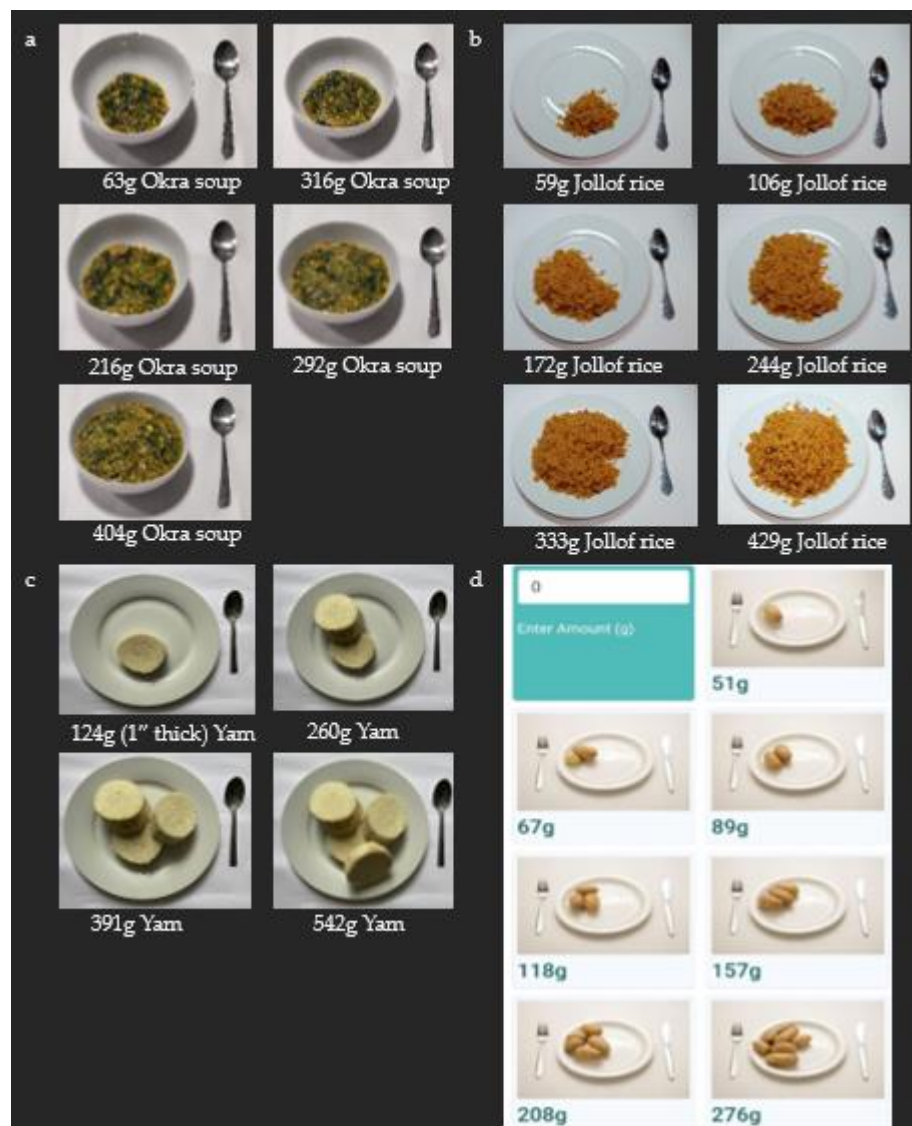 a
63g Okra soup
316g Okra soup
216g Okra soup
292g Okra soup
404g Okra soup
b
59g Jollof rice
106g Jollof rice
172g Jollof rice
244g Jollof rice
333g Jollof rice
429g Jollof rice
c
124g (1″ thick) Yam
260g Yam
391g Yam
542g Yam
d
0
Enter Amount (g)
51g
67g
89g
118g
157g
208g
276g